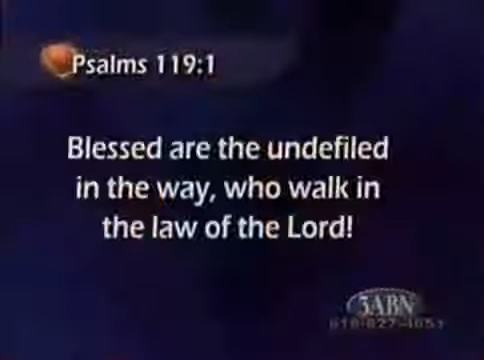 Psalms 119:1
Blessed are the undefiled
in the way, who walk in
the law of the Lord!
3ABN